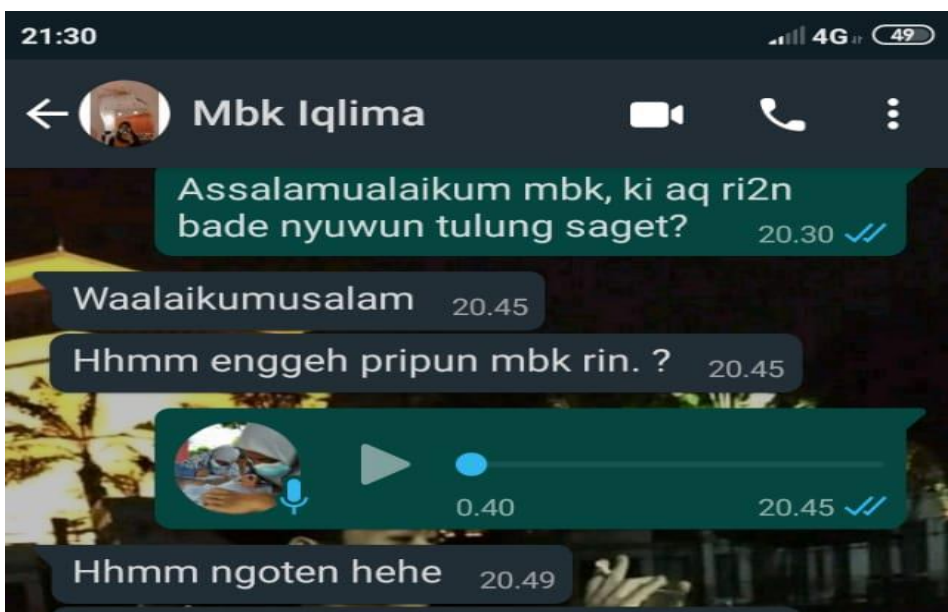 21:30 4G 49
Mbk Iqlima
Assalamualaikum mbk, ki aq ri2n
bade nyuwun tulung saget? 20.30
Waalaikumusalam 20.45
Hhmm enggeh pripun mbk rin. ? 20.45
0.40 20.45
Hhmm ngoten hehe 20.49